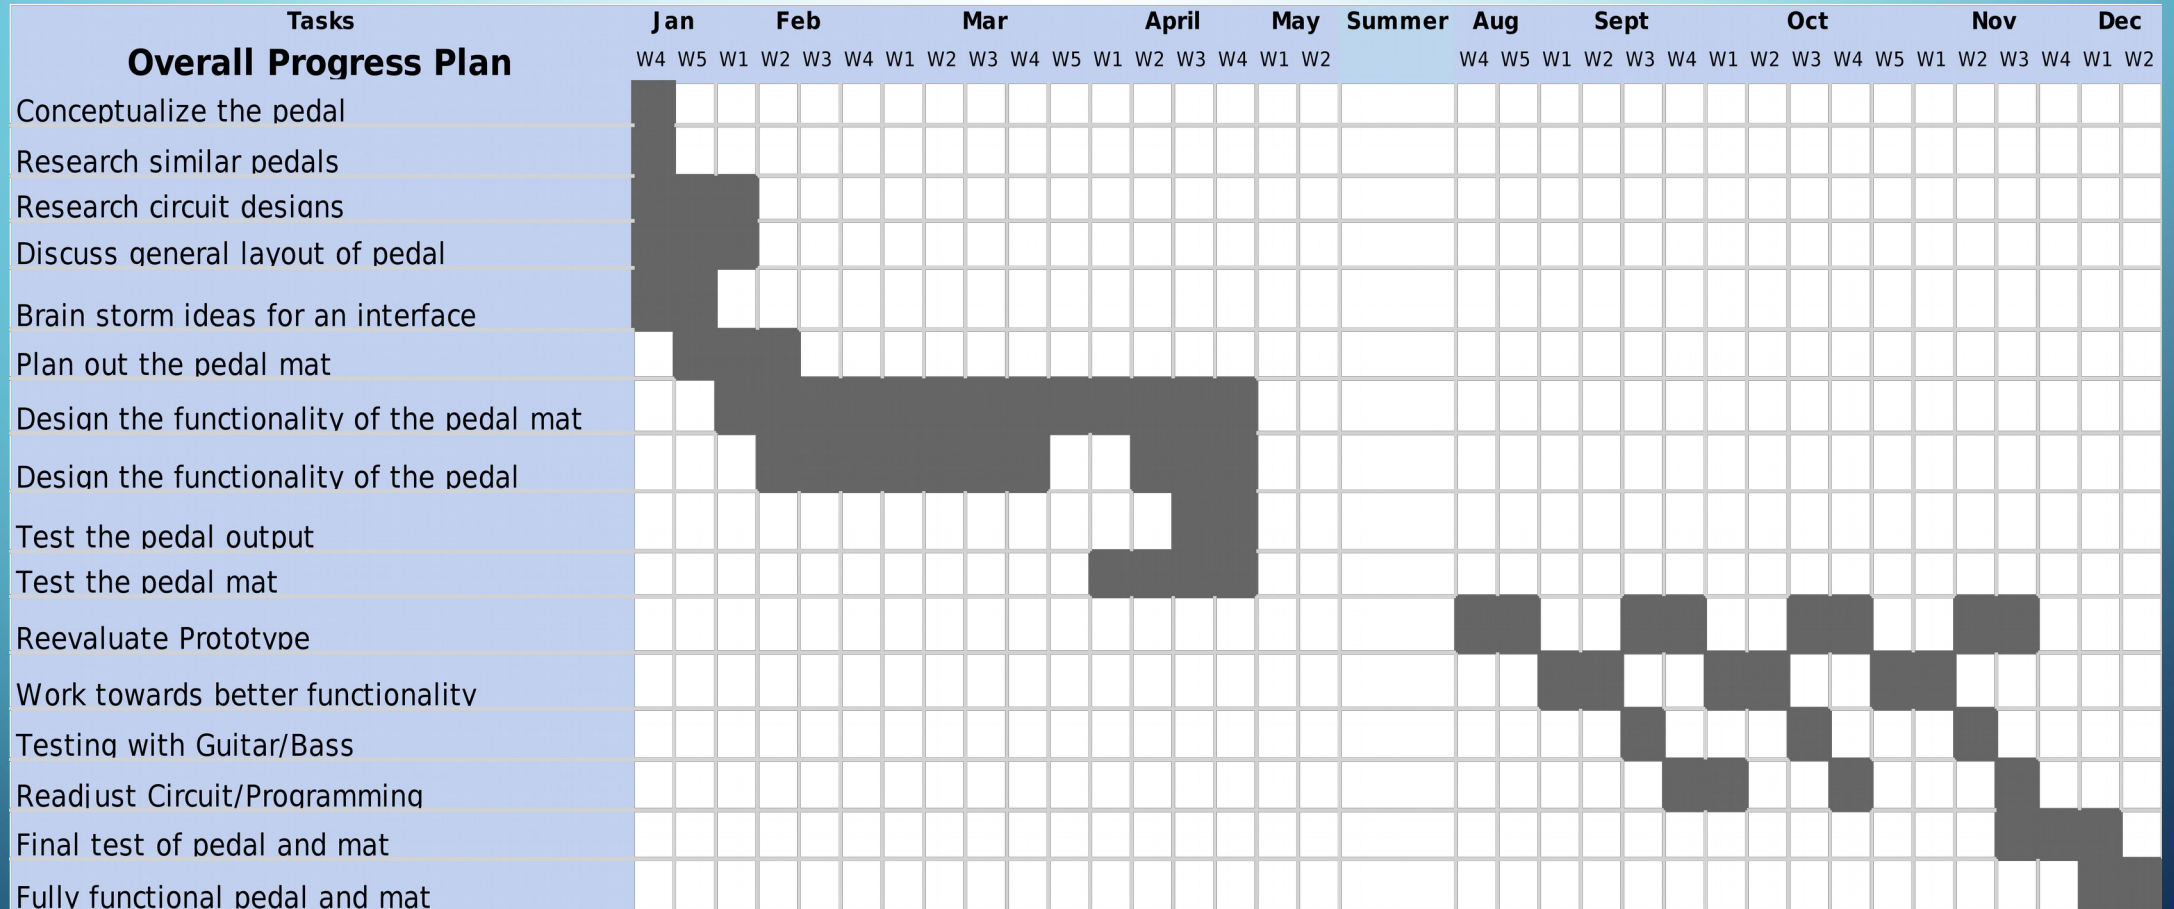 Tasks Jan Feb Mar April May Summer Aug Sept Oct Nov Dec
Overall Progress Plan W4 W5 W1 W2 W3 W4 W1 W2 W3 W4 W5 W1 W2 W3 W4 W1 W2 W4 W5 W1 W2 W3 W4 W1 W2 W3 W4 W5 W1 W2 W3 W4 W1 W2
Conceptualize the pedal
Research similar pedals
Research circuit designs
Discuss general layout of pedal
Brain storm ideas for an interface
Plan out the pedal mat
Design the functionality of the pedal mat
Design the functionality of the pedal
Test the pedal output
Test the pedal mat
Reevaluate Prototype
Work towards better functionality
Testing with Guitar/Bass
Readjust Circuit/Programming
Final test of pedal and mat
Fully functional pedal and mat